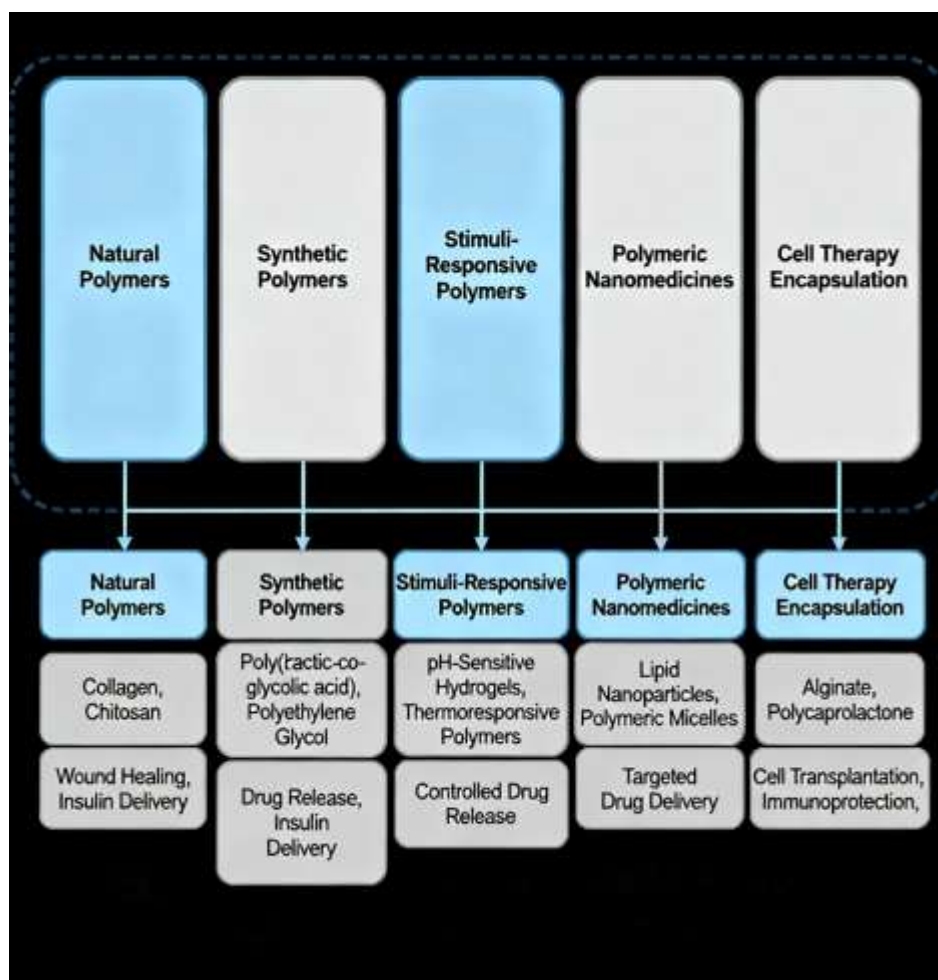 Natural
Polymers
Synthetic
Polymers
Stimuli-
Responsive
Polymers
Polymeric
Nanomedicines
Cell Therapy
Encapsulation
Natural
Polymers
Synthetic
Polymers
Stimuli-Responsive
Polymers
Polymeric
Nanomedicines
Cell Therapy
Encapsulation
Collagen,
Chitosan
Poly(tractic-co-
glycolic acid),
Polyethylene
Glycol
pH-Sensitive
Hydrogels,
Thermoresponsive
Polymers
Lipid
Nanoparticles,
Polymeric Micelles
Alginate,
Polycaprolactone
Wound Healing,
Insulin Delivery
Drug Release,
Insulin
Delivery
Controlled Drug
Release
Targeted
Drug Delivery
Cell Transplantation,
Immunoprotection,